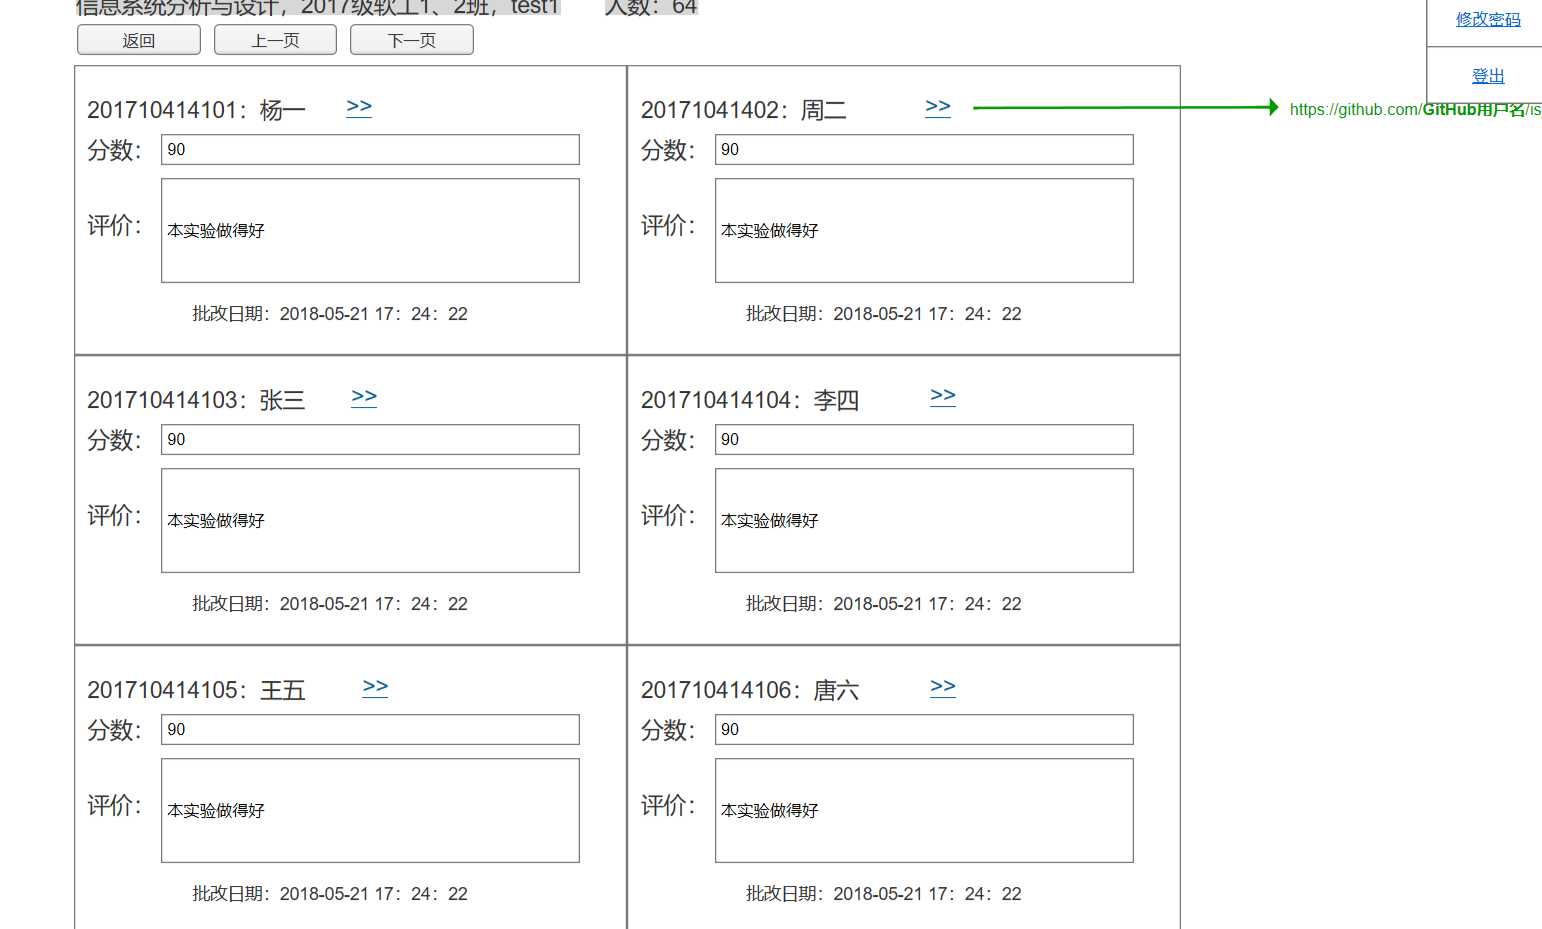 信息系统分析与设计，2017级软工1、2班，test1 人数：64
修改密码
返回 上一页 下一页
登出
201710414101：杨一 >>
分数： 90
评价： 本实验做得好
批改日期：2018-05-21 17：24：22
20171041402：周二 >>
https://github.com/GitHub用户名/is
分数： 90
评价： 本实验做得好
批改日期：2018-05-21 17：24：22
201710414103：张三 >>
分数： 90
评价： 本实验做得好
批改日期：2018-05-21 17：24：22
201710414104：李四 >>
分数： 90
评价： 本实验做得好
批改日期：2018-05-21 17：24：22
201710414105：王五 >>
分数： 90
评价： 本实验做得好
批改日期：2018-05-21 17：24：22
201710414106：唐六 >>
分数： 90
评价： 本实验做得好
批改日期：2018-05-21 17：24：22